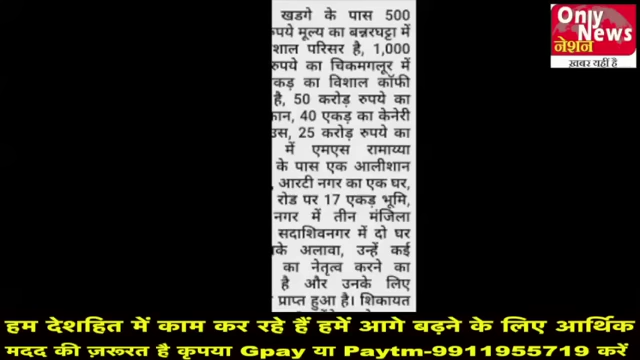 खडगे के पास 500
रुपये मूल्य का बन्नरघट्टा में
शाल परिसर है, 1,000
रुपये का चिकमगलूर में
एकड़ का विशाल कॉफी
है, 50 करोड़ रुपये का
कान, 40 एकड़ का केनेरी
उस, 25 करोड़ रुपये का
में एमएस रामाय्या
के पास एक आलीशान
, आरटी नगर का एक घर,
रोड पर 17 एकड़ भूमि,
नगर में तीन मंजिला
सदाशिवनगर में दो घर
के अलावा, उन्हें कई
का नेतृत्व करने का
है और उनके लिए
प्राप्त हुआ है। शिकायत
Only
News
नेशन
ख़बर यहीं है
हम देशहित में काम कर रहे हैं हमें आगे बढ़ने के लिए आर्थिक
मदद की ज़रूरत है कृपया Gpay या Paytm-9911955719 करें